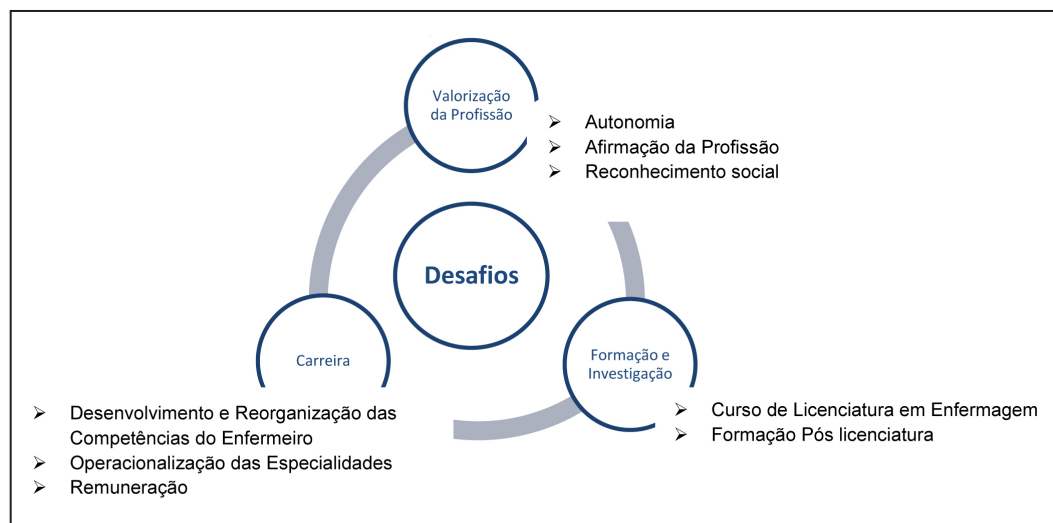 Valorização
da Profissão
➢ Autonomia
➢ Afirmação da Profissão
➢ Reconhecimento social
Desafios
Carreira
➢ Desenvolvimento e Reorganização das
Competências do Enfermeiro
➢ Operacionalização das Especialidades
➢ Remuneração
Formação e
Investigação
➢ Curso de Licenciatura em Enfermagem
➢ Formação Pós licenciatura